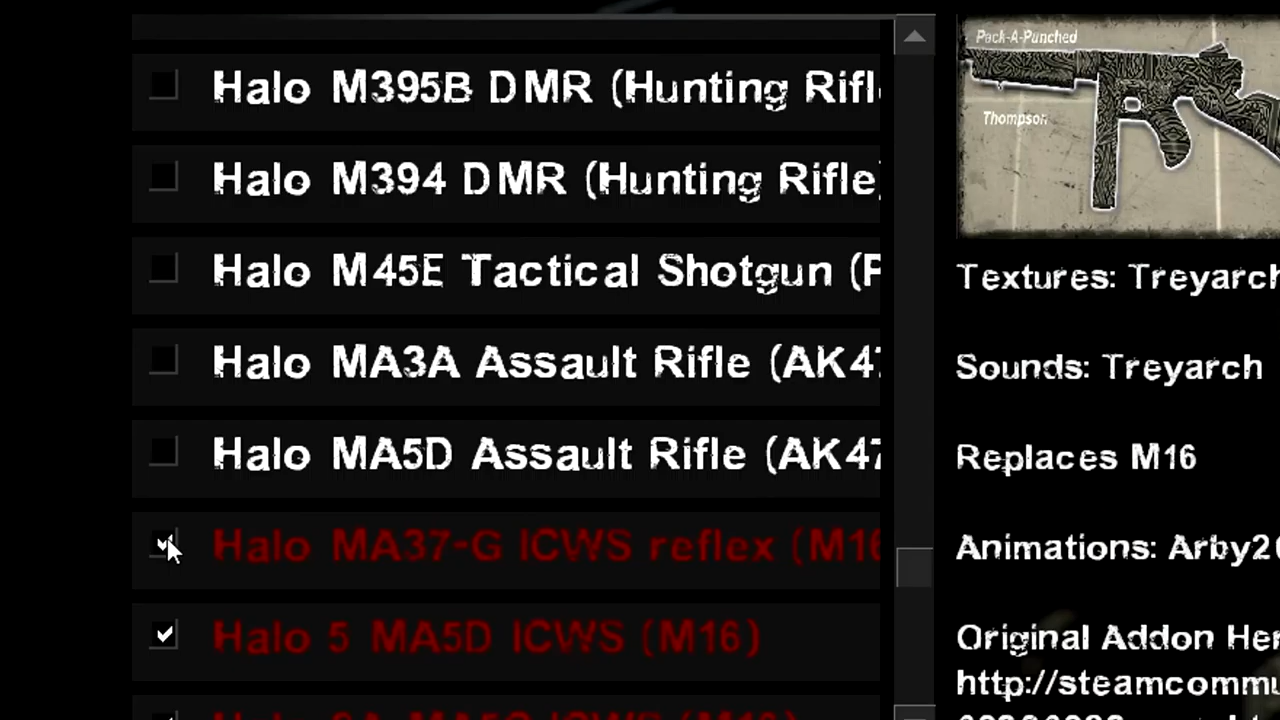 Halo M395B DMR (Hunting Rifl
Halo M394 DMR (Hunting Rifle)
Halo M45E Tactical Shotgun (P
Halo MA3A Assault Rifle (AK47
Halo MA5D Assault Rifle (AK47
Halo MA37-G ICWS reflex (M16
Halo 5 MA5D ICWS (M16)
Pack-A-Punched
Thompson
Textures: Treyarch
Sounds: Treyarch
Replaces M16
Animations: Arby2
Original Addon Her
http://steamcommu